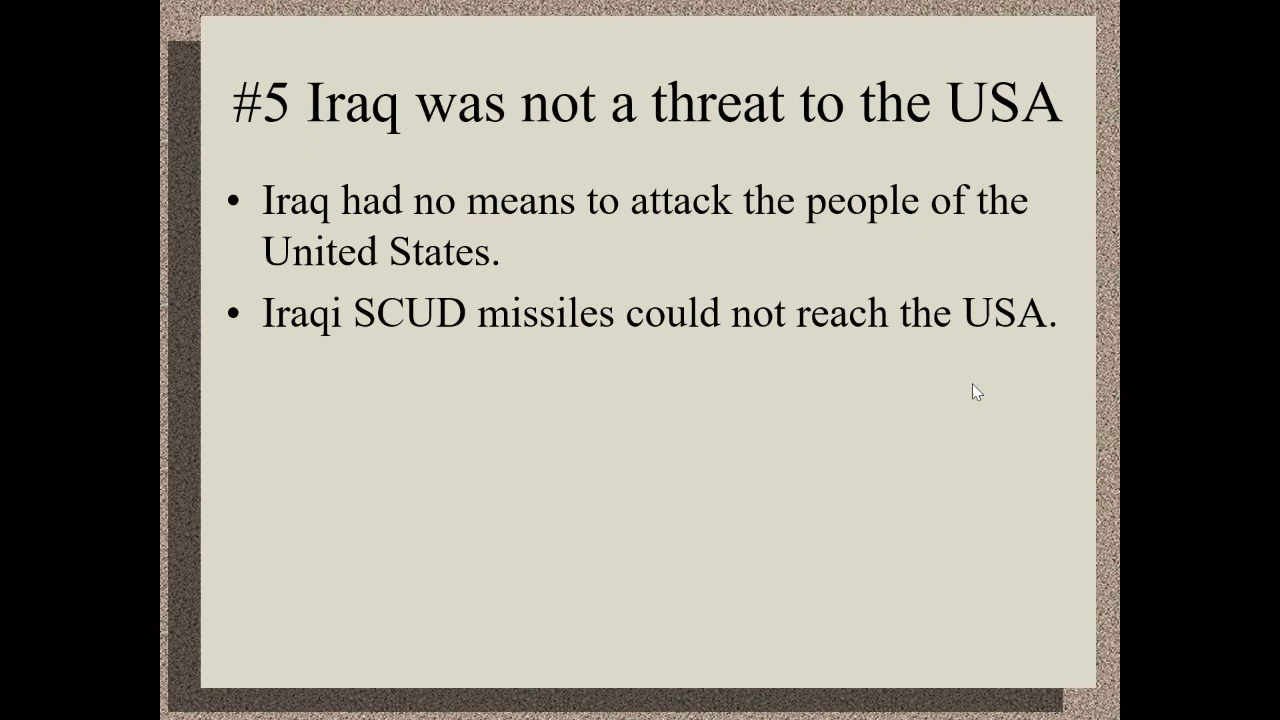 #5 Iraq was not a threat to the USA
• Iraq had no means to attack the people of the
United States.
• Iraqi SCUD missiles could not reach the USA.